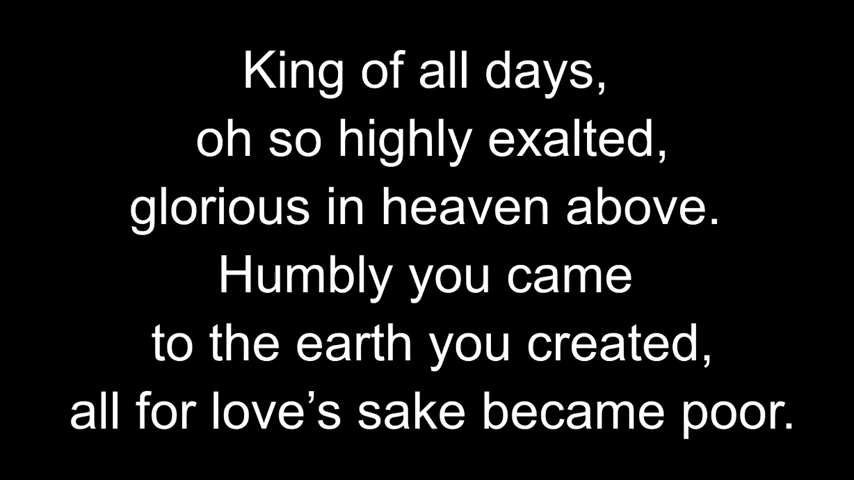 King of all days,
oh so highly exalted,
glorious in heaven above.
Humbly you came
to the earth you created,
all for love’s sake became poor.